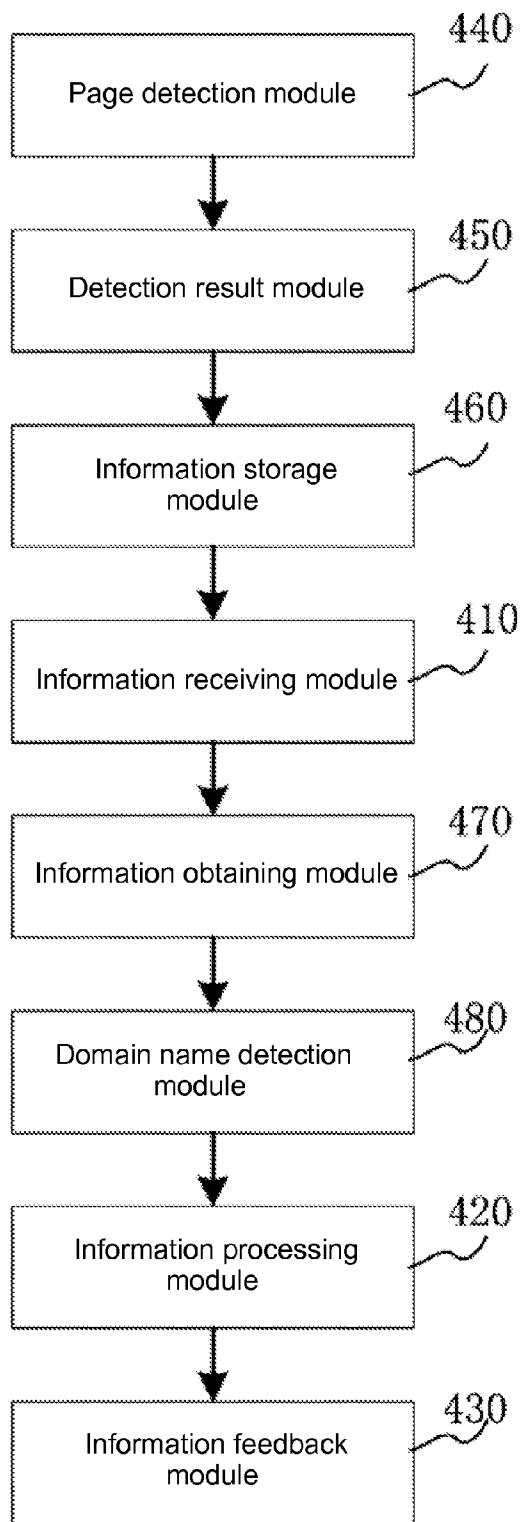 440
Page detection module
450
Detection result module
460
Information storage
module
410
Information receiving module
470
Information obtaining module
480
Domain name detection
module
420
Information processing
module
430
Information feedback
module